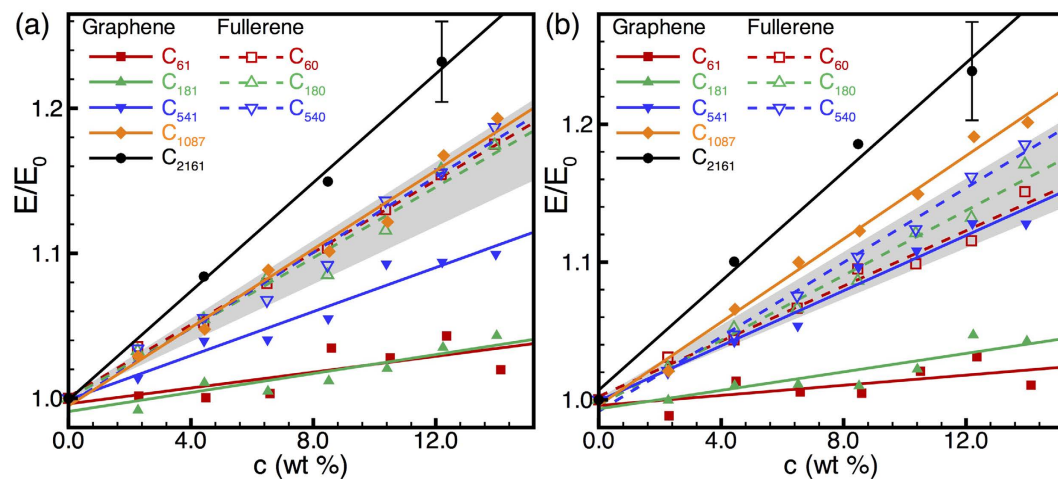 (a)
Graphene Fullerene
C61 C60
C181 C180
C541 C540
C1087
C2161
E/E0
1.2
1.1
1.0
0.0 4.0 8.0 12.0
c (wt %)
(b)
Graphene Fullerene
C61 C60
C181 C180
C541 C540
C1087
C2161
E/E0
1.2
1.1
1.0
0.0 4.0 8.0 12.0
c (wt %)